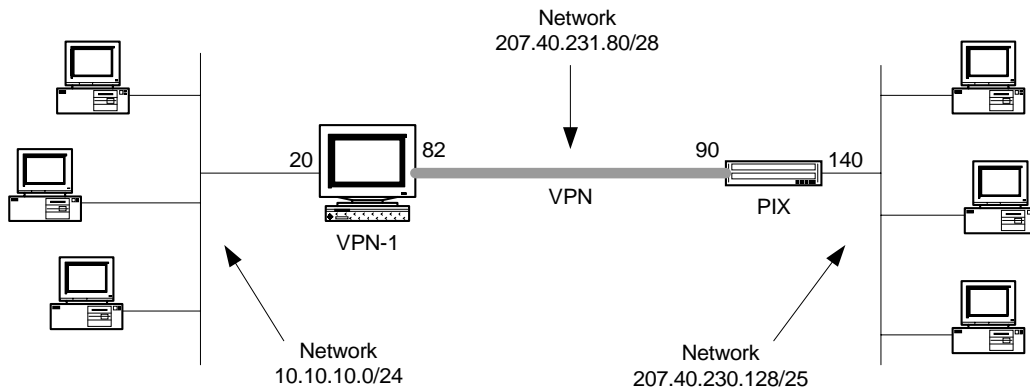 Network
207.40.231.80/28
20
82
90
140
VPN
VPN-1
PIX
Network
10.10.10.0/24
Network
207.40.230.128/25